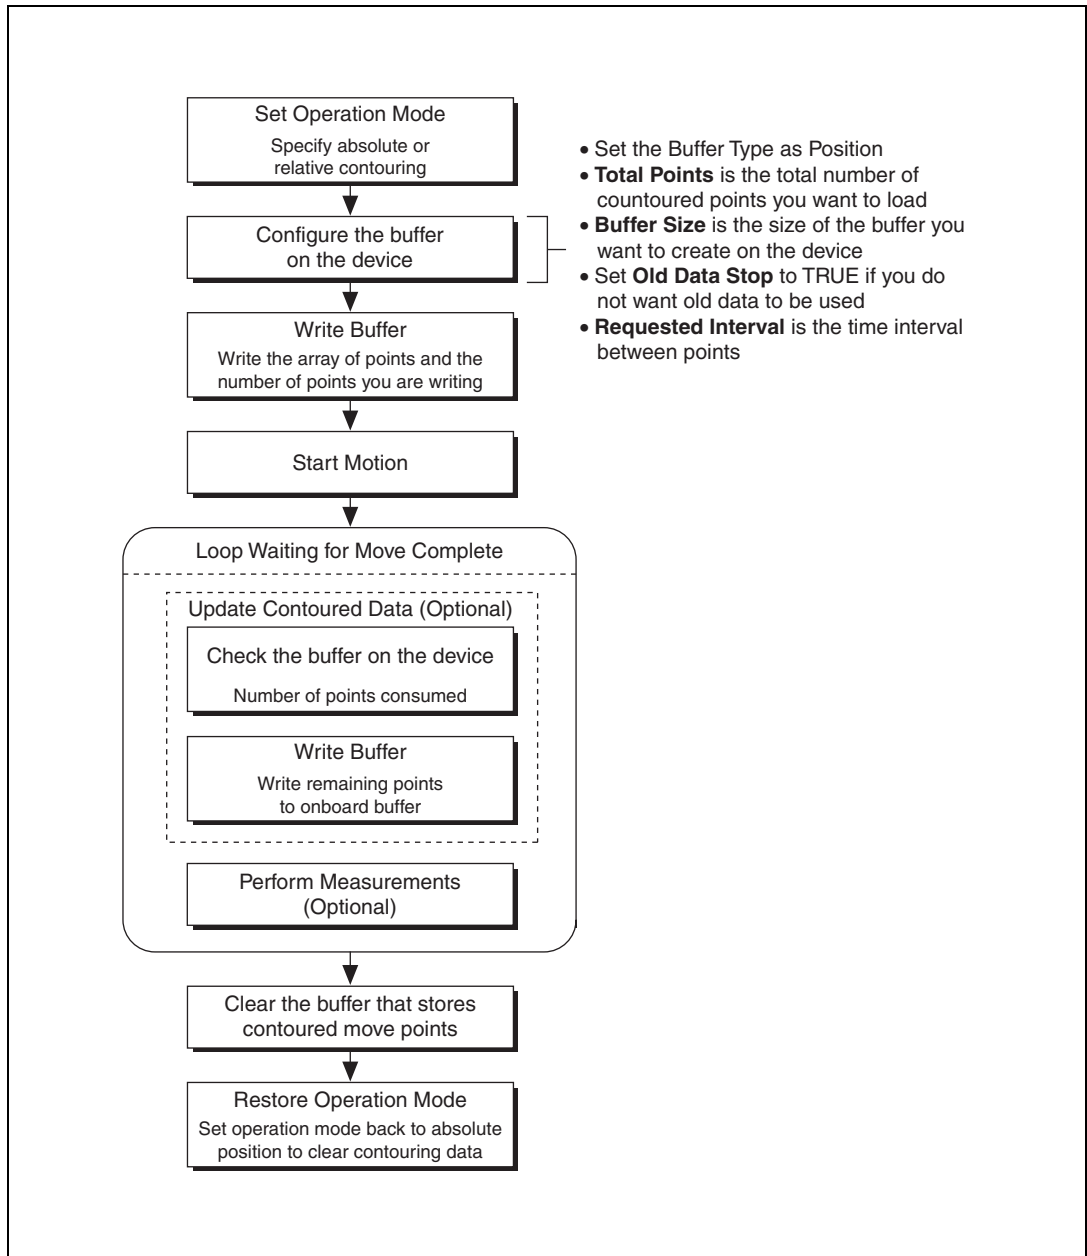 Set Operation Mode
Specify absolute or
relative contouring
• Set the Buffer Type as Position
• Total Points is the total number of
countoured points you want to load
• Buffer Size is the size of the buffer you
want to create on the device
• Set Old Data Stop to TRUE if you do
not want old data to be used
• Requested Interval is the time interval
between points
Configure the buffer
on the device
Write Buffer
Write the array of points and the
number of points you are writing
Start Motion
Loop Waiting for Move Complete
Update Contoured Data (Optional)
Check the buffer on the device
Number of points consumed
Write Buffer
Write remaining points
to onboard buffer
Perform Measurements
(Optional)
Clear the buffer that stores
contoured move points
Restore Operation Mode
Set operation mode back to absolute
position to clear contouring data